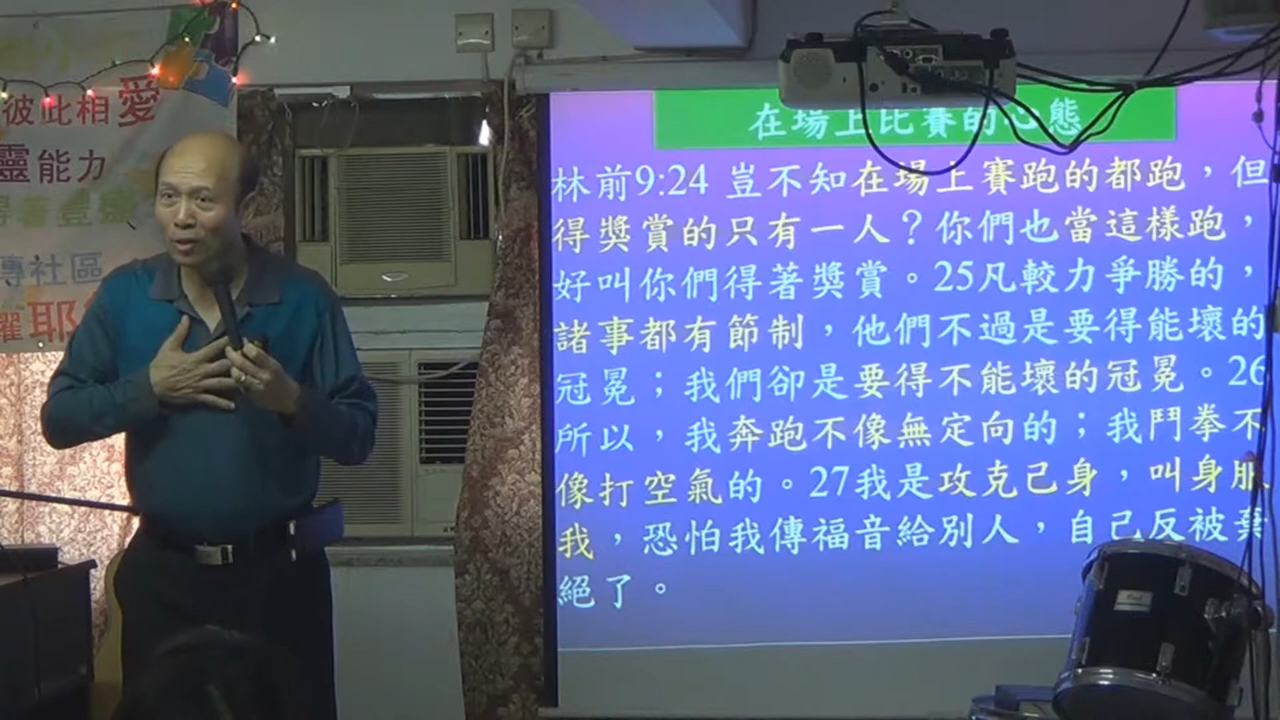 彼此相愛
靈能力
傳社區
耀耶
在場上比賽的心態
林前9:24 豈不知在場上賽跑的都跑，但
得獎賞的只有一人？你們也當這樣跑，
好叫你們得著獎賞。25凡較力爭勝的，
諸事都有節制，他們不過是要得能壞的
冠冕；我們卻是要得不能壞的冠冕。26
所以，我奔跑不像無定向的；我鬥拳不
像打空氣的。27我是攻克己身，叫身服
我，恐怕我傳福音給別人，自己反被棄
絕了。